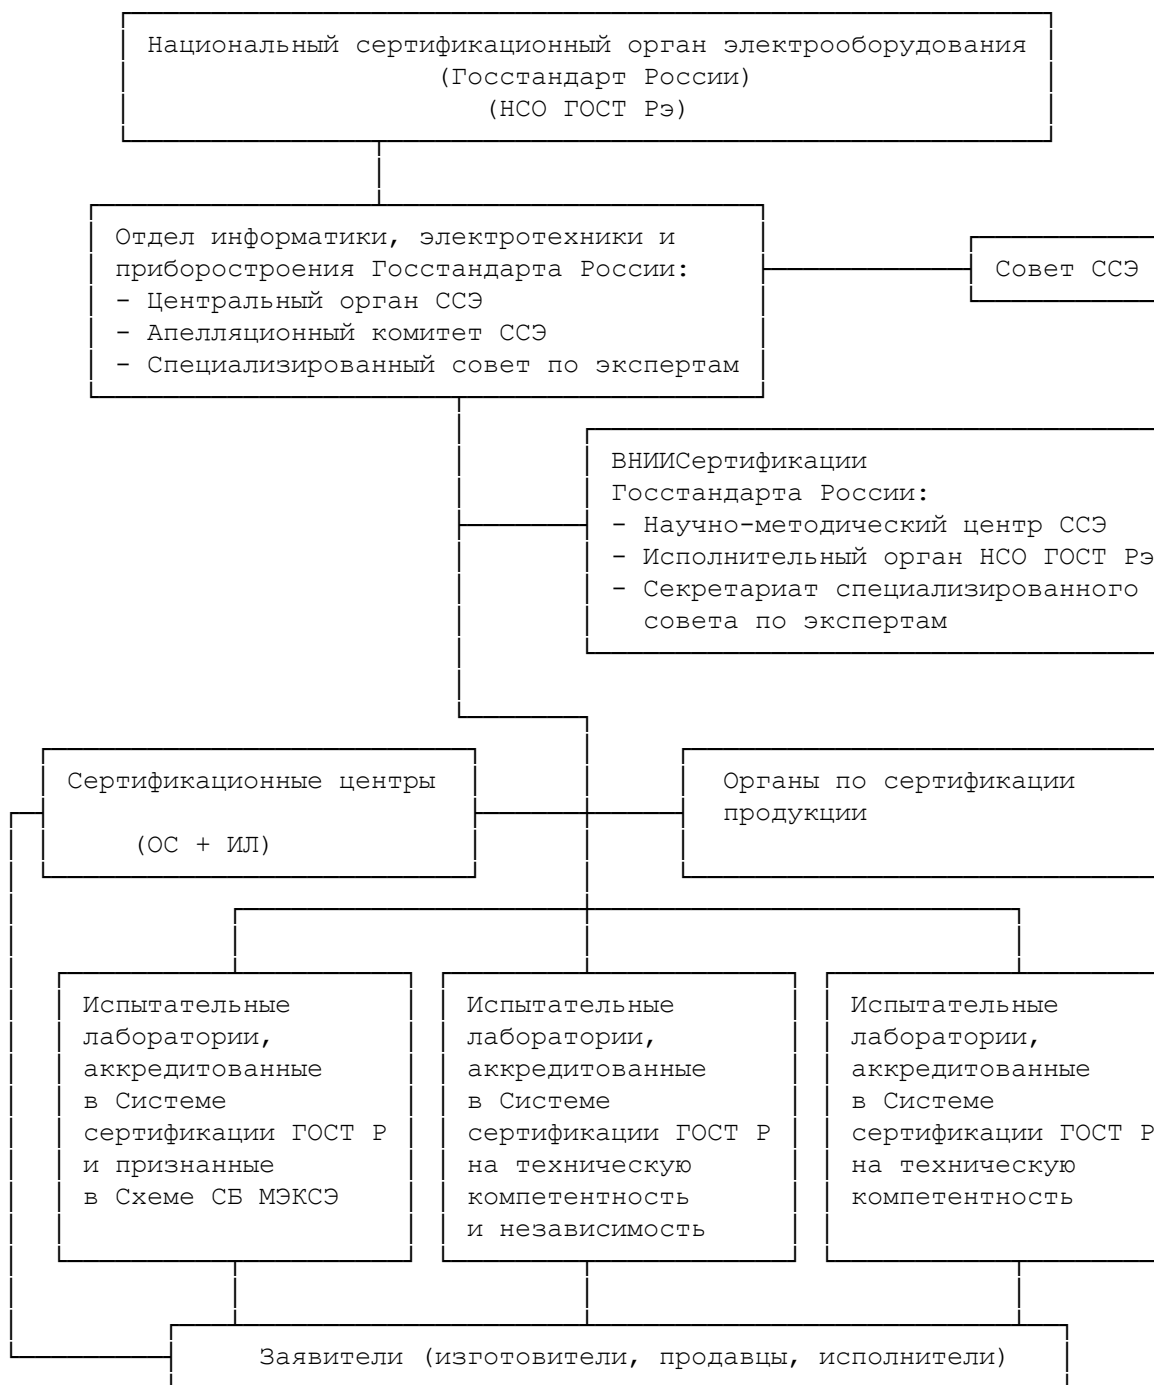 Национальный сертификационный орган электрооборудования
(Госстандарт России)
(НСО ГОСТ Рэ)
Отдел информатики, электротехники и
приборостроения Госстандарта России:
- Центральный орган ССЭ
- Апелляционный комитет ССЭ
- Специализированный совет по экспертам
Совет ССЭ
ВНИИСертификации
Госстандарта России:
- Научно-методический центр ССЭ
- Исполнительный орган НСО ГОСТ Рэ
- Секретариат специализированного
совета по экспертам
Сертификационные центры
(ОС + ИЛ)
Органы по сертификации
продукции
Испытательные
лаборатории,
аккредитованные
в Системе
сертификации ГОСТ Р
и признанные
в Схеме СБ МЭКСЭ
Испытательные
лаборатории,
аккредитованные
в Системе
сертификации ГОСТ Р
на техническую
компетентность
и независимость
Испытательные
лаборатории,
аккредитованные
в Системе
сертификации ГОСТ Р
на техническую
компетентность
Заявители (изготовители, продавцы, исполнители)